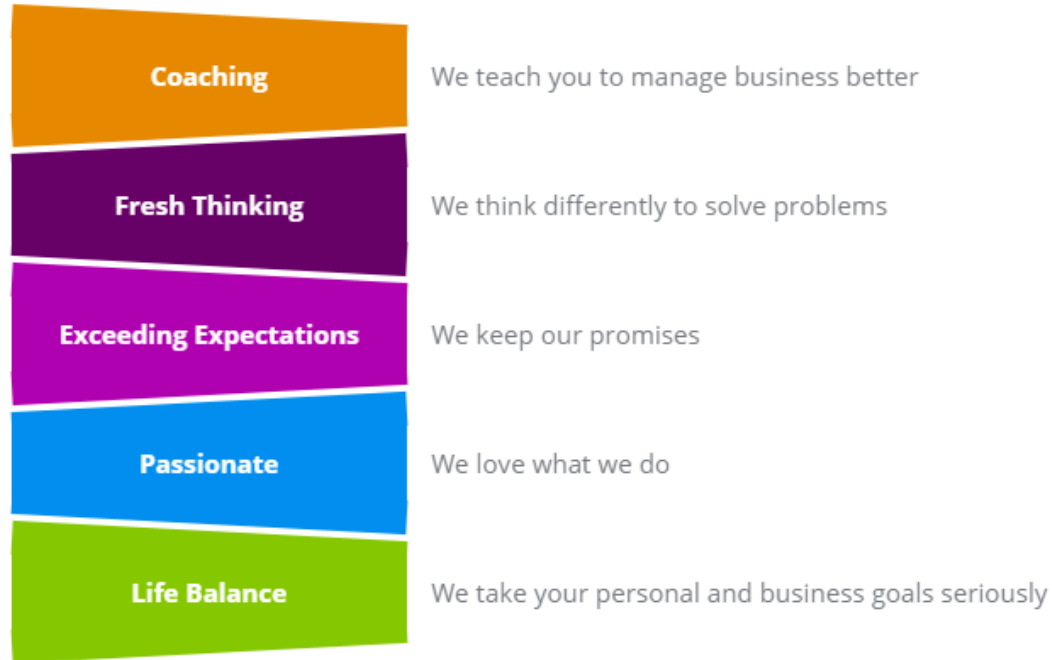 Coaching
We teach you to manage business better
Fresh Thinking
We think differently to solve problems
Exceeding Expectations
We keep our promises
Passionate
We love what we do
Life Balance
We take your personal and business goals seriously